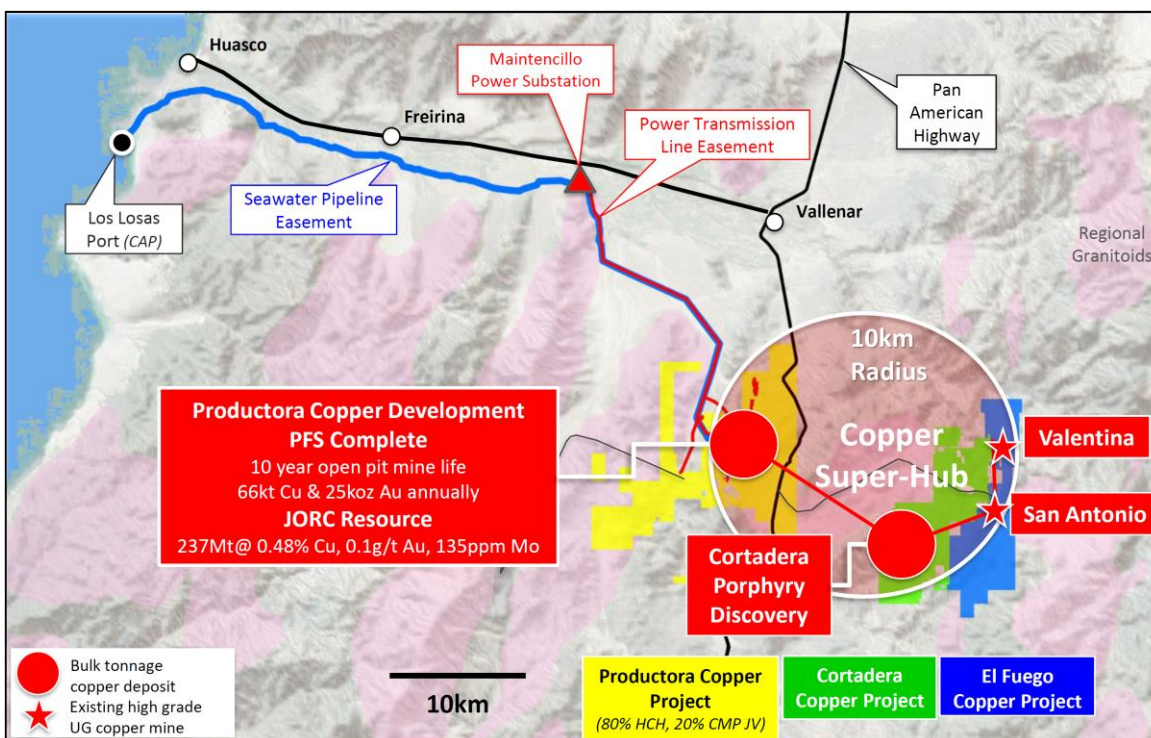 Huasco
Maintencillo
Power Substation
Pan
American
Highway
Freirina
Power Transmission
Line Easement
Seawater Pipeline
Easement
Los Losas
Port (CAP)
Vallenar
Regional
Granitoids
10km
Radius
Productora Copper Development
PFS Complete
10 year open pit mine life
66kt Cu & 25koz Au annually
JORC Resource
237Mt@ 0.48% Cu, 0.1g/t Au, 135ppm Mo
Copper
Super-Hub
Valentina
San Antonio
Cortadera
Porphyry
Discovery
Bulk tonnage
copper deposit
Existing high grade
UG copper mine
10km
Productora Copper
Project
(80% HCH, 20% CMP JV)
Cortadera
Copper Project
El Fuego
Copper Project